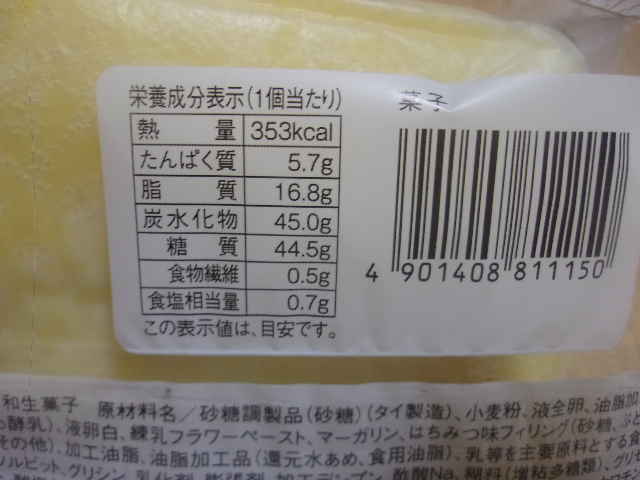 栄養成分表示(1個当たり)
熱量 353kcal
たんぱく質 5.7g
脂質 16.8g
炭水化物 45.0g
糖質 44.5g
食物繊維 0.5g
食塩相当量 0.7g
この表示値は、目安です。
菓子
4 901408 811150
和生菓子 原材料名／砂糖調製品(砂糖)(タイ製造)、小麦粉、液全卵、油脂加
酵乳)、液卵白、練乳フラワーペースト、マーガリン、はちみつ味フィリング(砂糖、ぶど
その他)、加工油脂、油脂加工品(還元水あめ、食用油脂)、乳等を主要原料とする食
ソルビット、グリシン、乳化剤、膨張剤、加工デンプン、酢酸Na、糊料(増粘多糖類)、グリセ